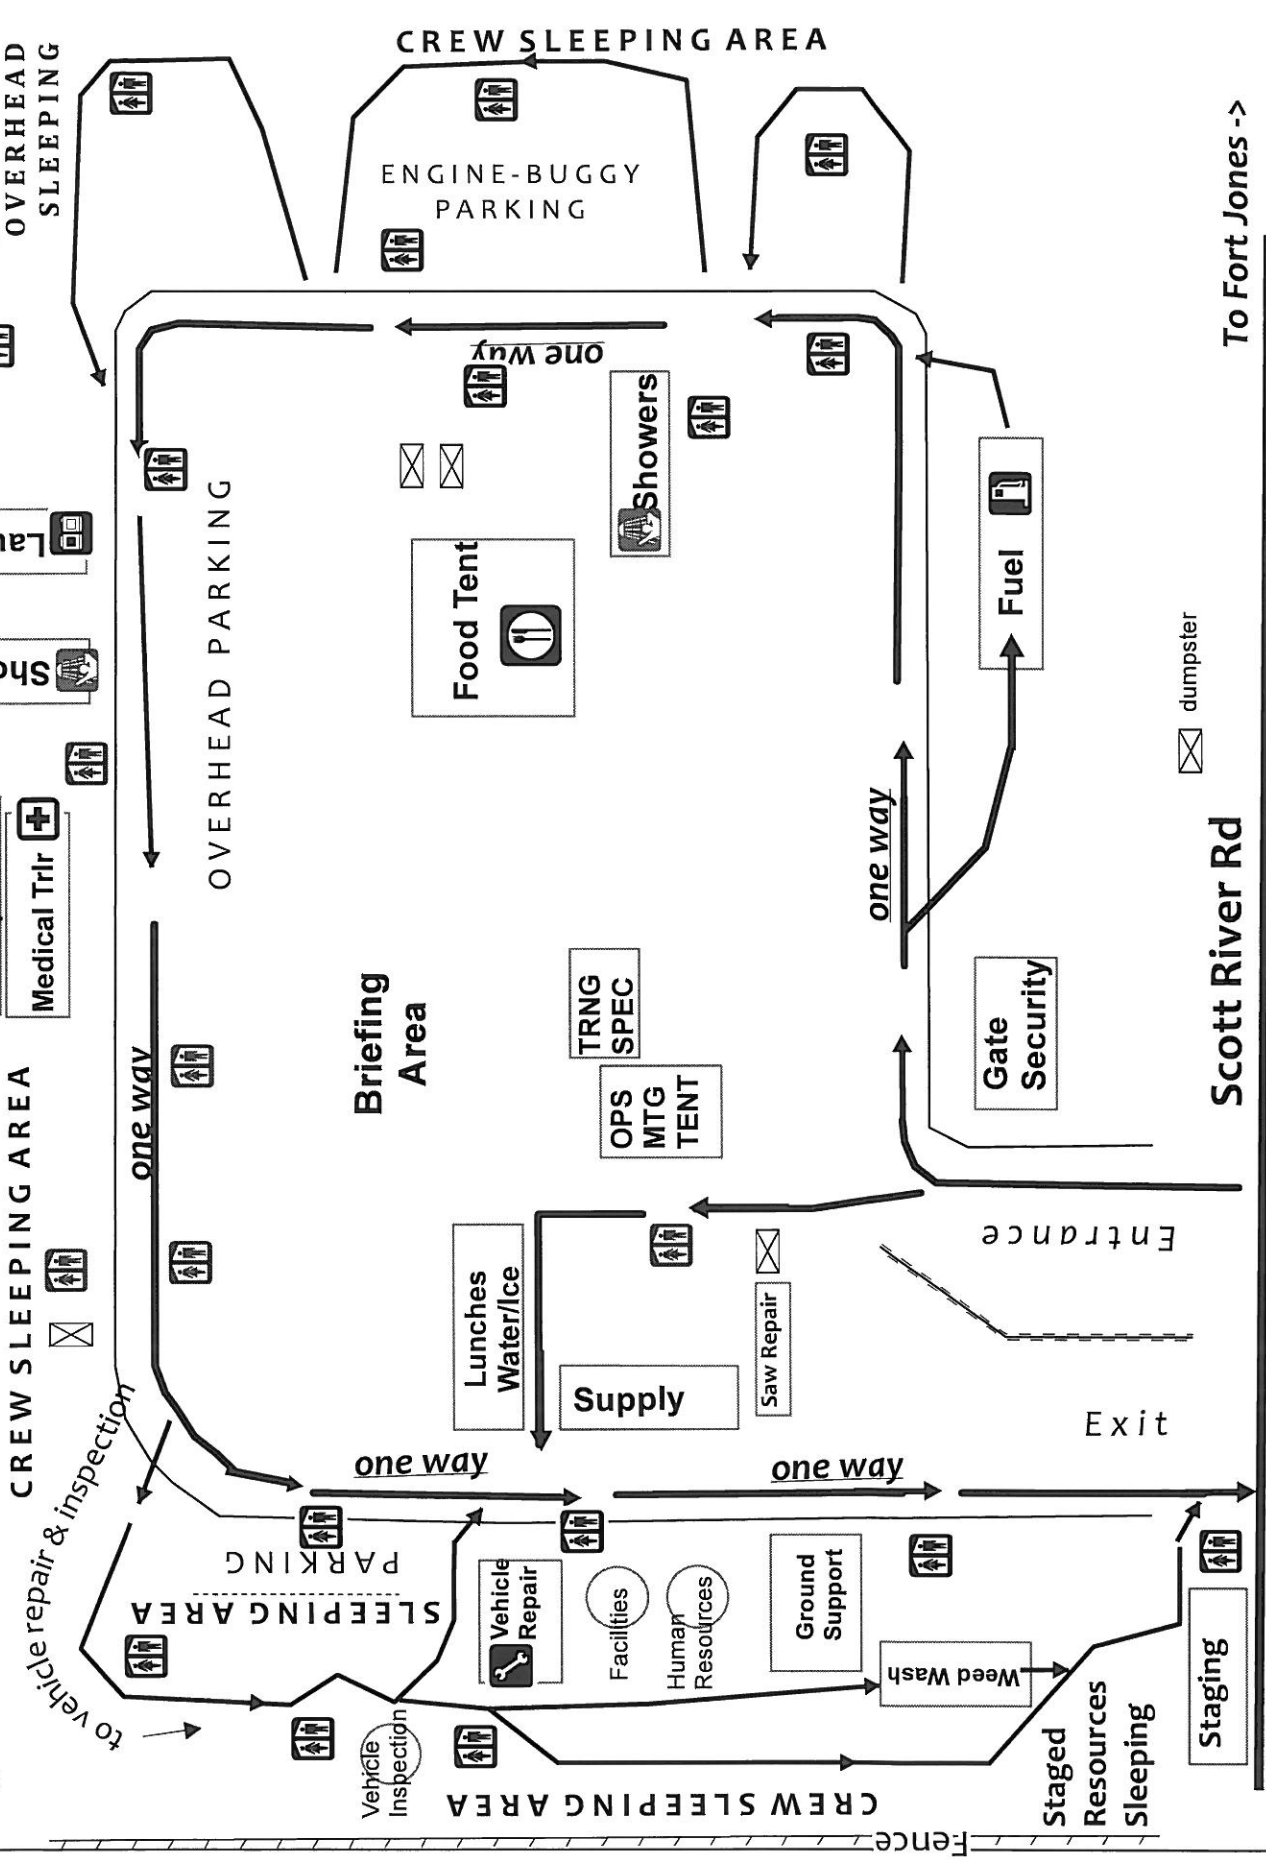 CREW SLEEPING AREA
OVERHEAD
SLEEPING
ENGINE-BUGGY
PARKING
To Fort Jones ->
one way
Showers
OVERHEAD PARKING
Food Tent
Fuel
dumpster
Medical Trlr
one way
Scott River Rd
Briefing
Area
TRNG
SPEC
OPS
MTG
TENT
Gate
Security
CREW SLEEPING AREA
one way
Entrance
Lunches
Water/Ice
Saw Repair
Supply
Exit
one way
one way
to vehicle repair & inspection
PARKING
SLEEPING AREA
Vehicle
Repair
Facilities
Human
Resources
Ground
Support
Weed Wash
Staging
Staged
Resources
Sleeping
Vehicle
Inspection
CREW SLEEPING AREA
Fence